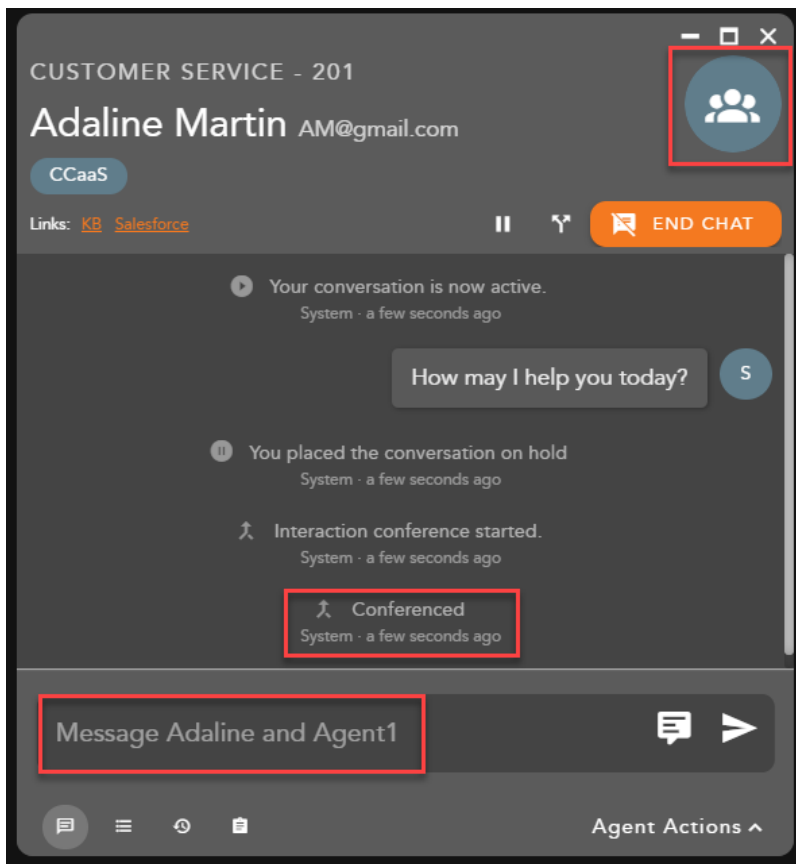 CUSTOMER SERVICE - 201
Adaline Martin AM@gmail.com
CCaaS
Links: KB Salesforce
END CHAT
Your conversation is now active.
System · a few seconds ago
How may I help you today?
S
You placed the conversation on hold
System · a few seconds ago
Interaction conference started.
System · a few seconds ago
Conferenced
System · a few seconds ago
Message Adaline and Agent1
Agent Actions